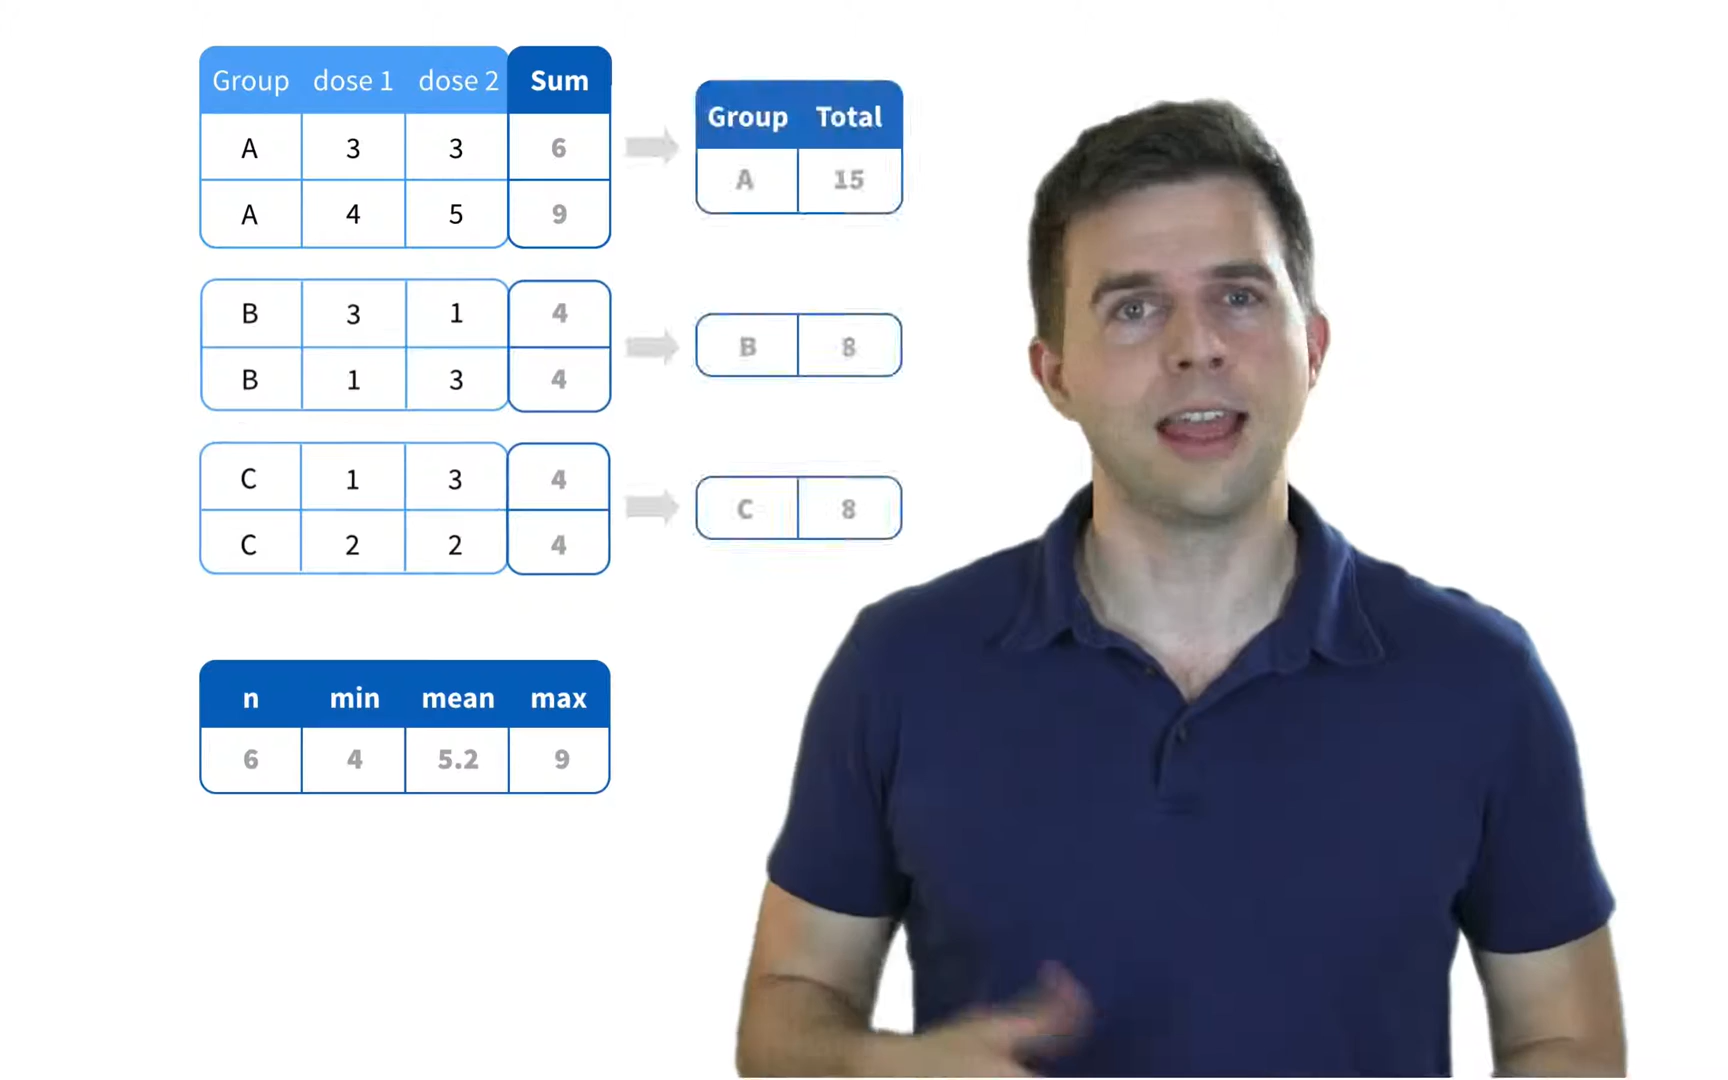 Group dose 1 dose 2 Sum
A 3 3 6
A 4 5 9
B 3 1 4
B 1 3 4
C 1 3 4
C 2 2 4
Group Total
A 15
B 8
C 8
n min mean max
6 4 5.2 9